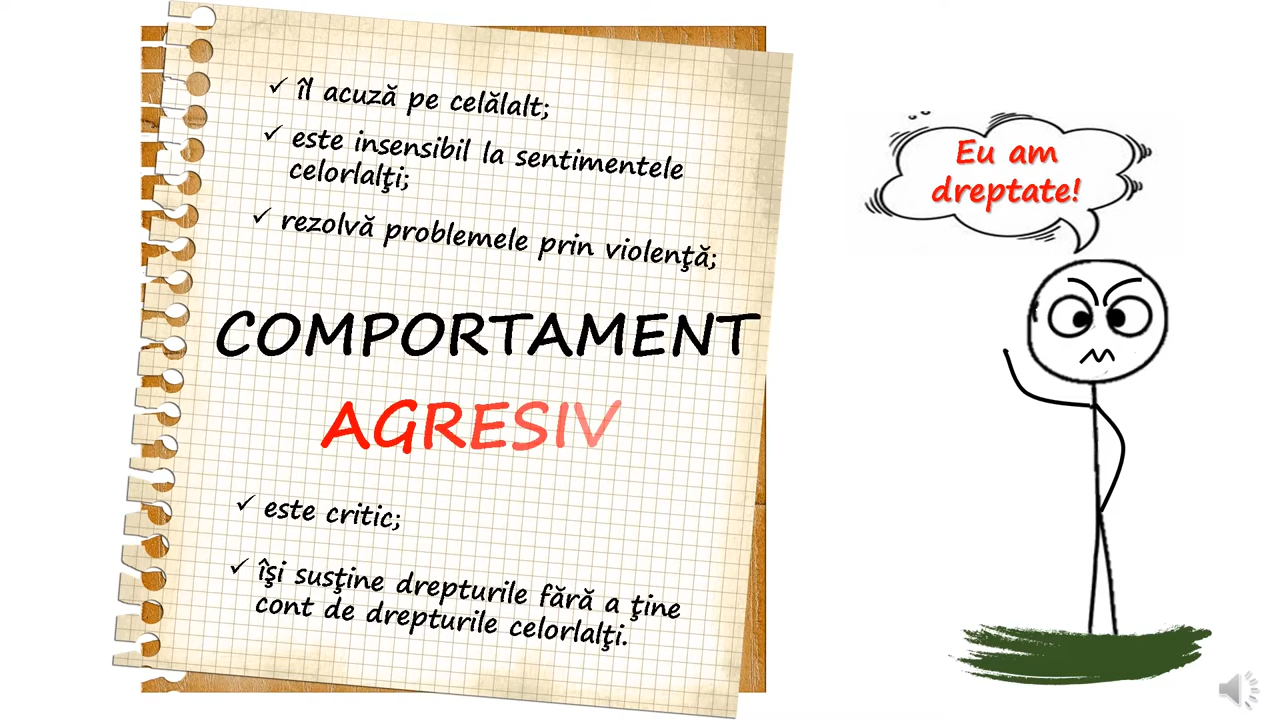 ✓ îl acuză pe celălalt;
✓ este insensibil la sentimentele
celorlalţi;
✓ rezolvă problemele prin violenţă;
COMPORTAMENT
AGRESIV
✓ este critic;
✓ îşi susţine drepturile fără a ţine
cont de drepturile celorlalţi.
Eu am
dreptate!